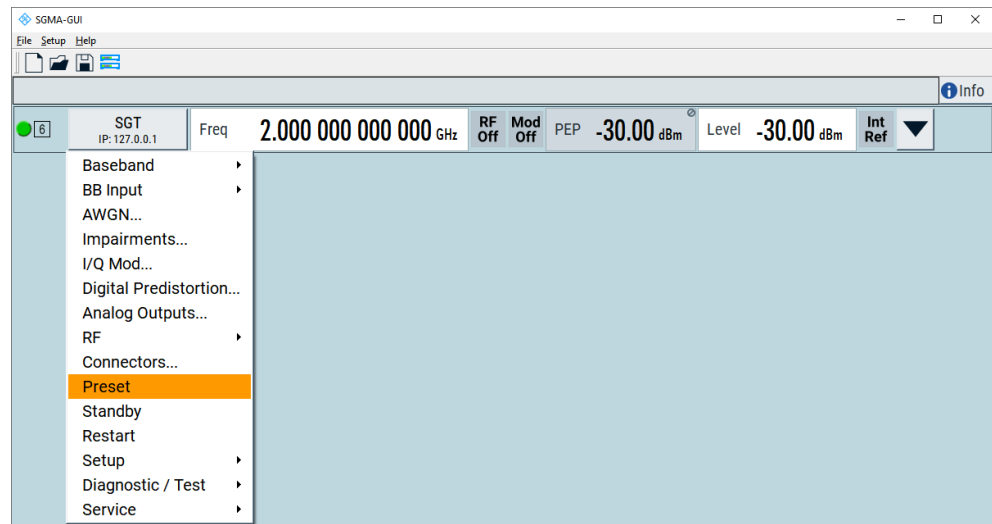 SGMA-GUI
File Setup Help
Info
6 SGT Freq 2.000 000 000 000 GHz RF Off Mod Off PEP -30.00 dBm Level -30.00 dBm Int Ref
IP: 127.0.0.1
Baseband
BB Input
AWGN...
Impairments...
I/Q Mod...
Digital Predistortion...
Analog Outputs...
RF
Connectors...
Preset
Standby
Restart
Setup
Diagnostic / Test
Service